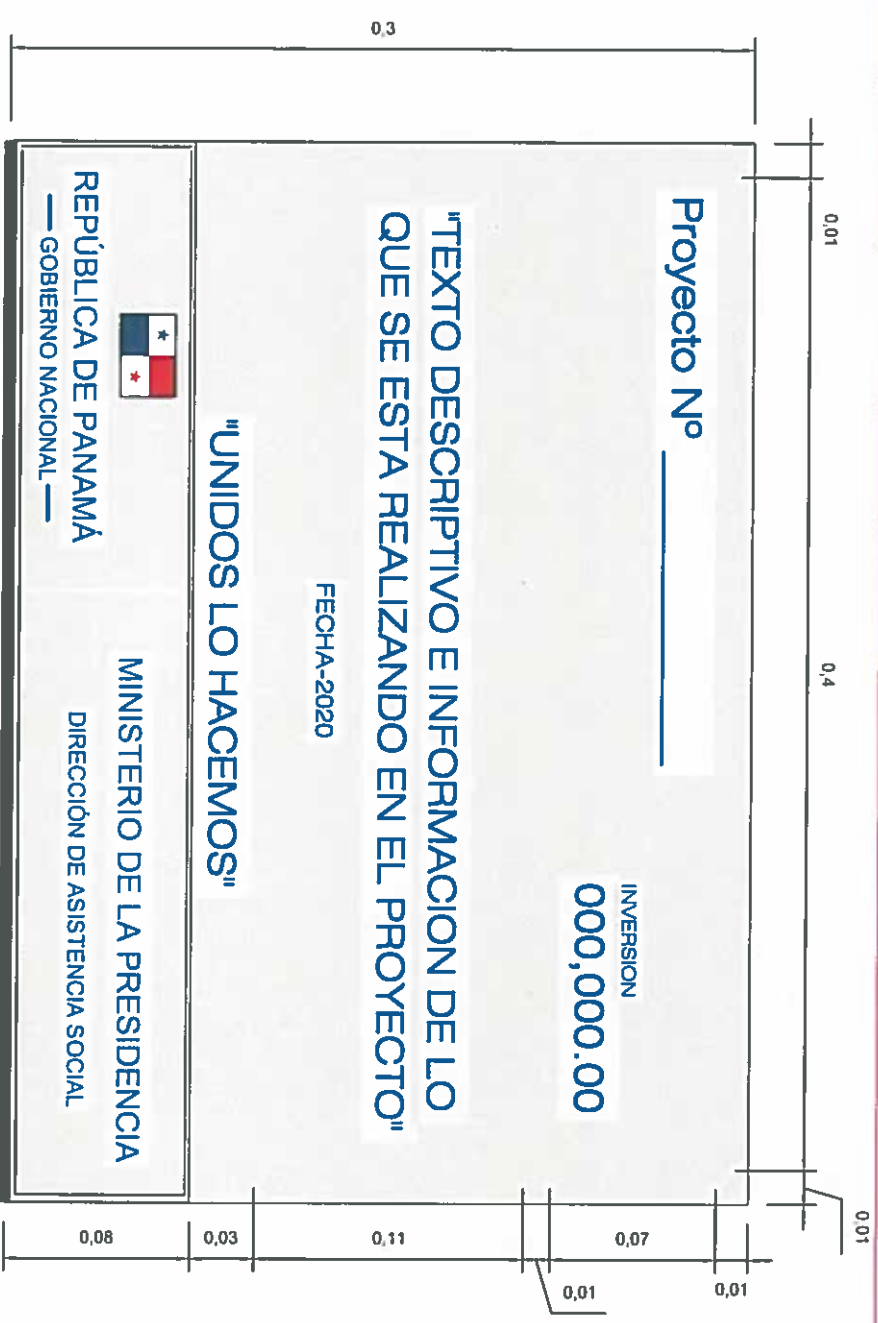 0,01
0,4
0,01
0,3
Proyecto Nº
INVERSION
000,000.00
"TEXTO DESCRIPTIVO E INFORMACION DE LO
QUE SE ESTA REALIZANDO EN EL PROYECTO"
FECHA-2020
"UNIDOS LO HACEMOS"
REPÚBLICA DE PANAMÁ
GOBIERNO NACIONAL
MINISTERIO DE LA PRESIDENCIA
DIRECCIÓN DE ASISTENCIA SOCIAL
0,01
0,07
0,01
0,11
0,03
0,08